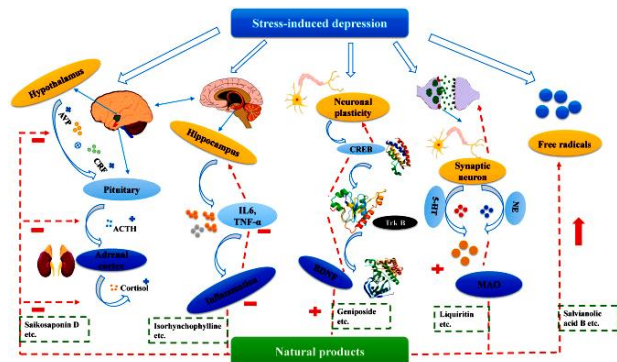 Stress-induced depression
Hypothalamus
AVP
CRF
Pituitary
ACTH
Adrenal
Cortisol
Saikosaponin D
etc.
Hippocampus
IL6,
TNF-α
Inflammation
Isorhynchophylline
etc.
Neuronal
plasticity
CREB
Trk B
BDNF
Geniposide
etc.
Synaptic
neuron
5-HT
NE
MAO
Liquiritin
etc.
Free radicals
Salvianolic
acid B etc.
Natural products